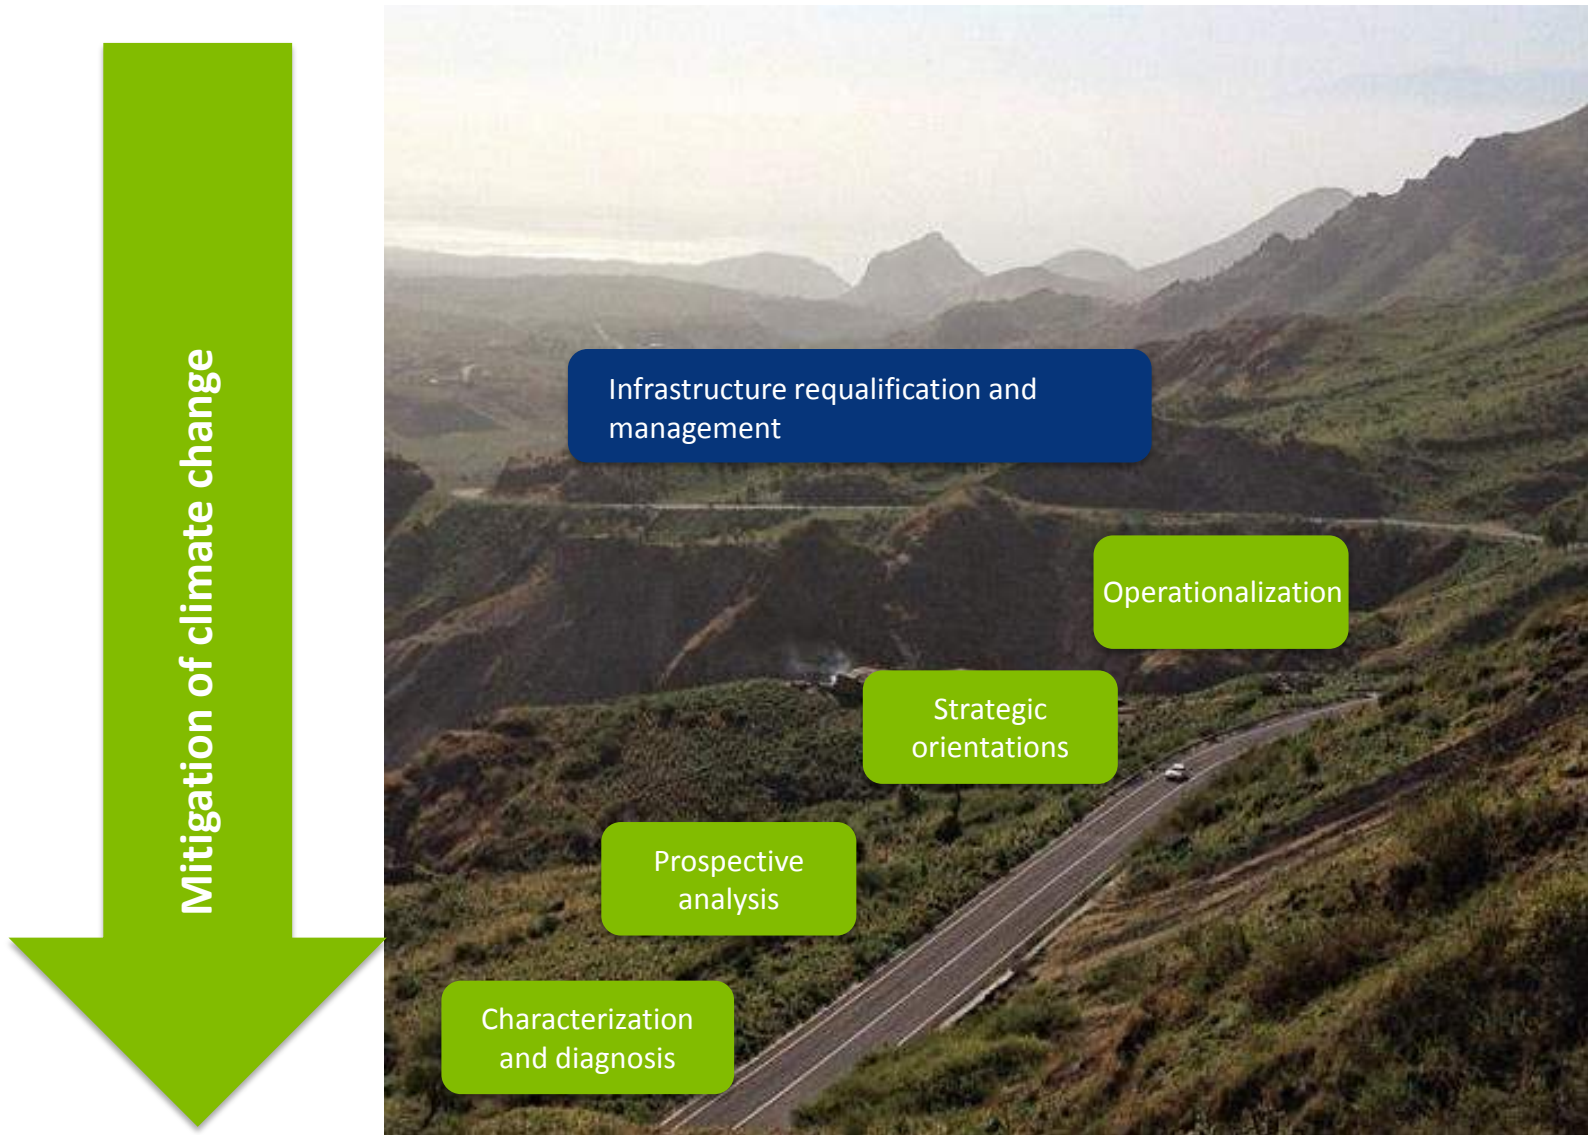 Mitigation of climate change
Infrastructure requalification and
management
Operationalization
Strategic
orientations
Prospective
analysis
Characterization
and diagnosis